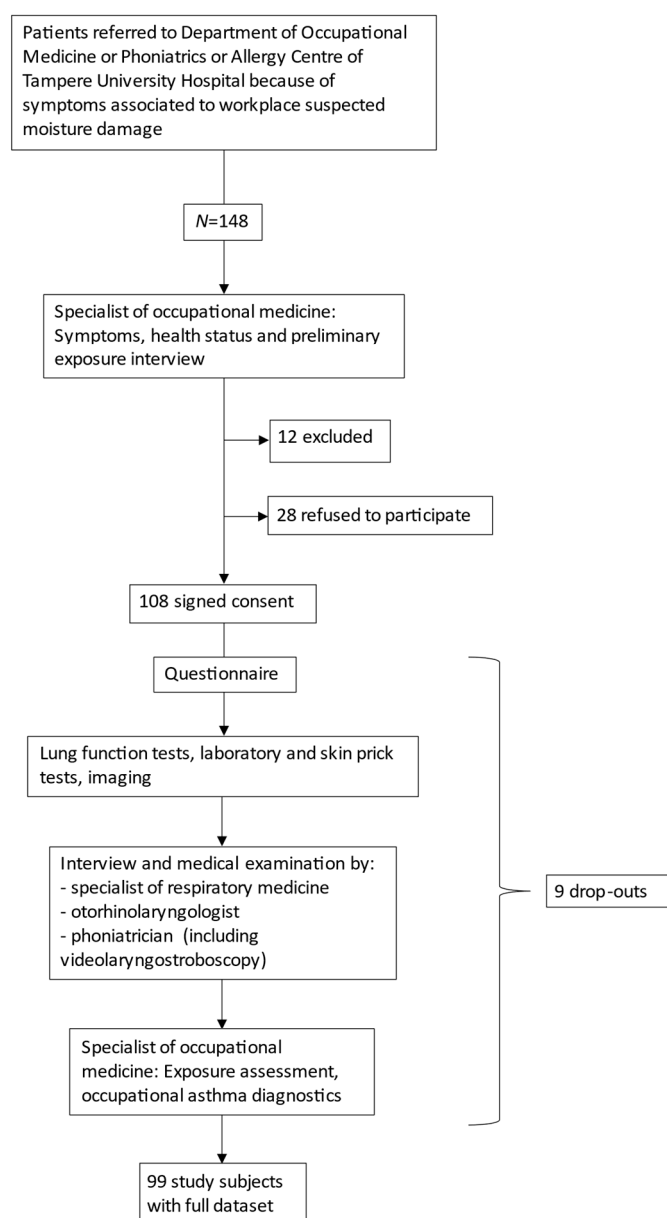 Patients referred to Department of Occupational
Medicine or Phoniatrics or Allergy Centre of
Tampere University Hospital because of
symptoms associated to workplace suspected
moisture damage
N=148
Specialist of occupational medicine:
Symptoms, health status and preliminary
exposure interview
12 excluded
28 refused to participate
108 signed consent
Questionnaire
Lung function tests, laboratory and skin prick
tests, imaging
Interview and medical examination by:
- specialist of respiratory medicine
- otorhinolaryngologist
- phoniatrician (including
videolaryngostroboscopy)
9 drop-outs
Specialist of occupational
medicine: Exposure assessment,
occupational asthma diagnostics
99 study subjects
with full dataset